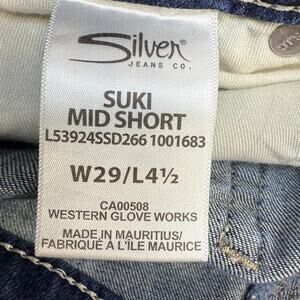 Silver
JEANS CO.
SUKI
MID SHORT
L53924SSD266 1001683
W29/L4½
CA00508
WESTERN GLOVE WORKS
MADE IN MAURITIUS/
FABRIQUÉ À L'ÎLE MAURICE